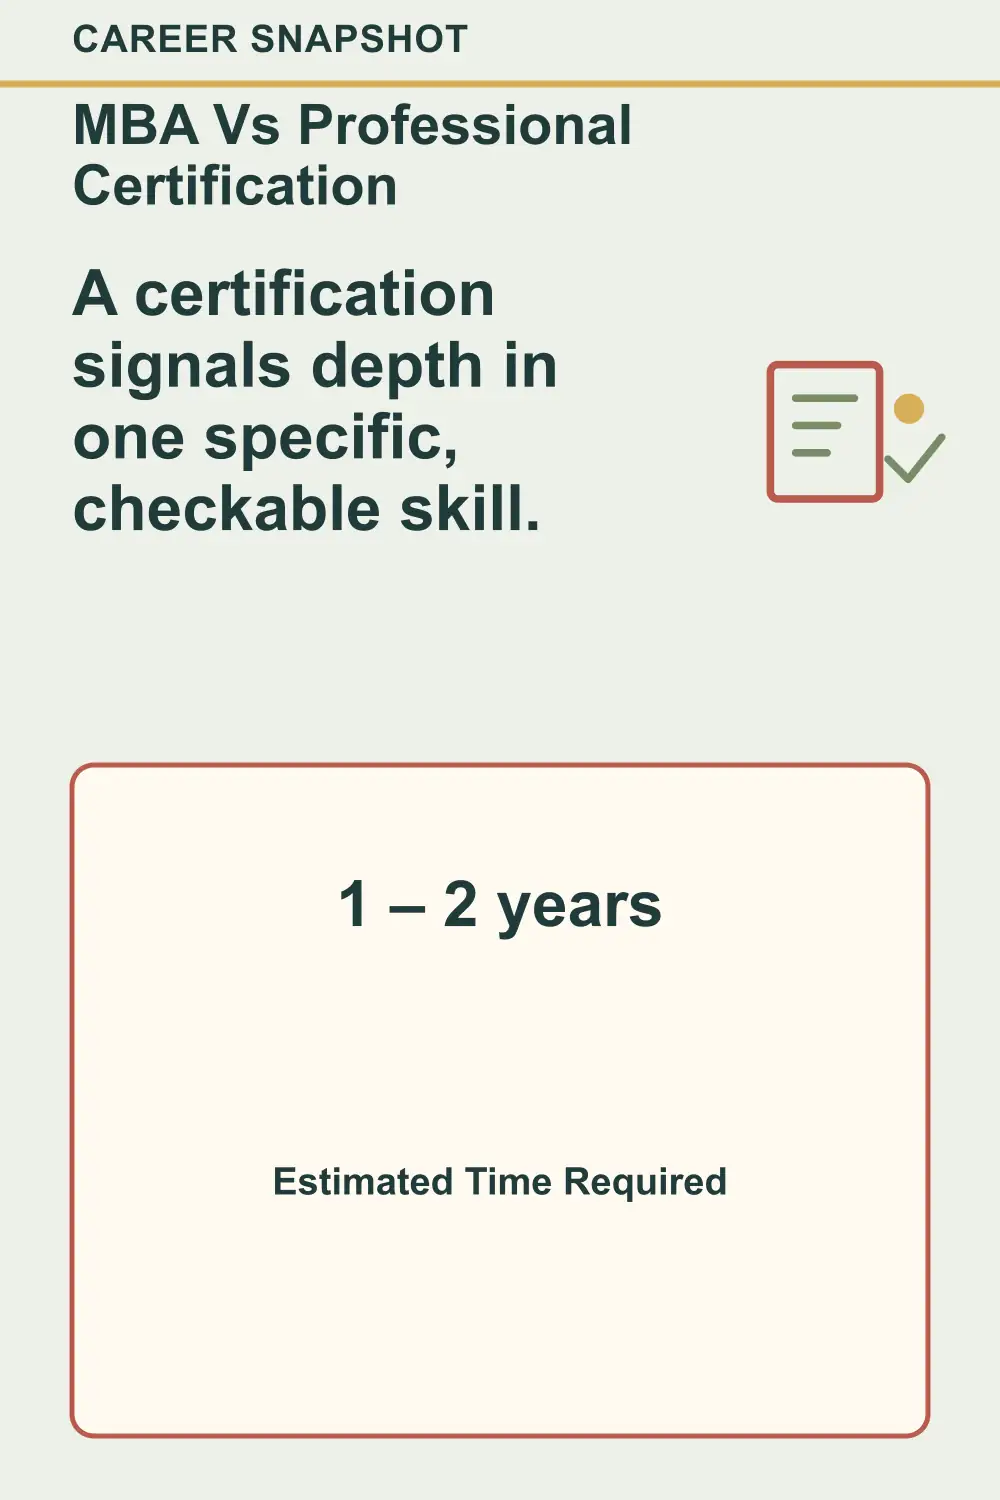 CAREER SNAPSHOT
MBA Vs Professional
Certification
A certification
signals depth in
one specific,
checkable skill.
1 – 2 years
Estimated Time Required